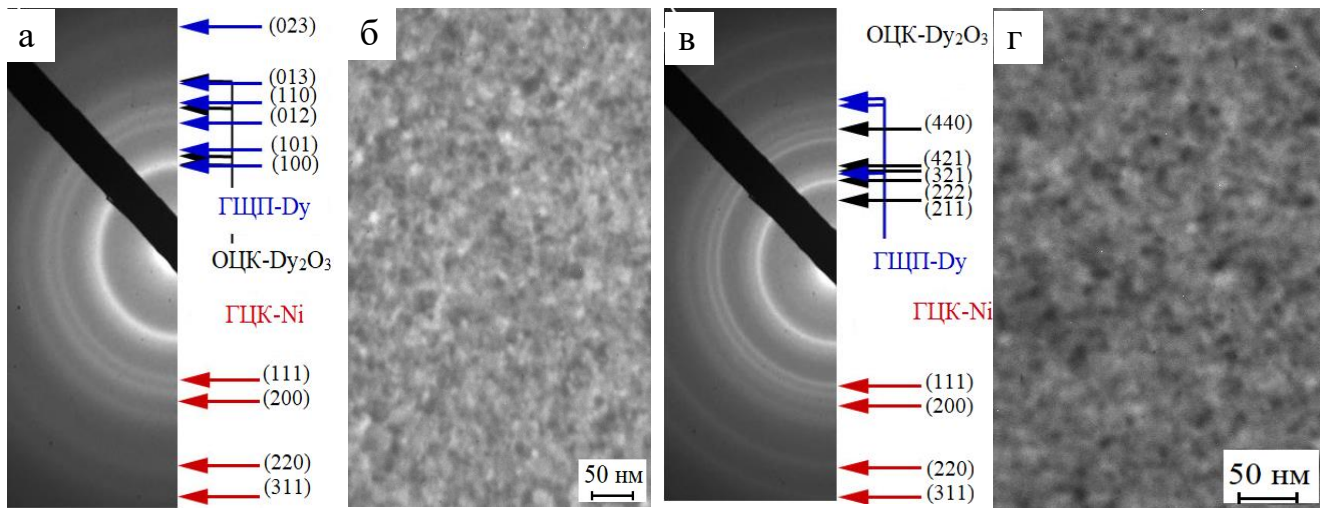 а
(023)
(013)
(110)
(012)
(101)
(100)
ГЩП-Dy
ОЦК-Dy₂O₃
ГЦК-Ni
(111)
(200)
(220)
(311)
б
50 нм
в
ОЦК-Dy₂O₃
(440)
(421)
(321)
(222)
(211)
ГЩП-Dy
ГЦК-Ni
(111)
(200)
(220)
(311)
г
50 нм